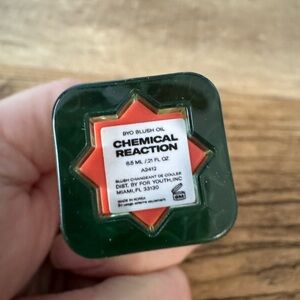 BYO BLUSH OIL
CHEMICAL
REACTION
6.5 ML /.21 FL OZ.
A2412
BLUSH CHANGEANT DE COULEUR
DIST. BY FOR YOUTH, INC
MIAMI, FL 33130
MADE IN KOREA